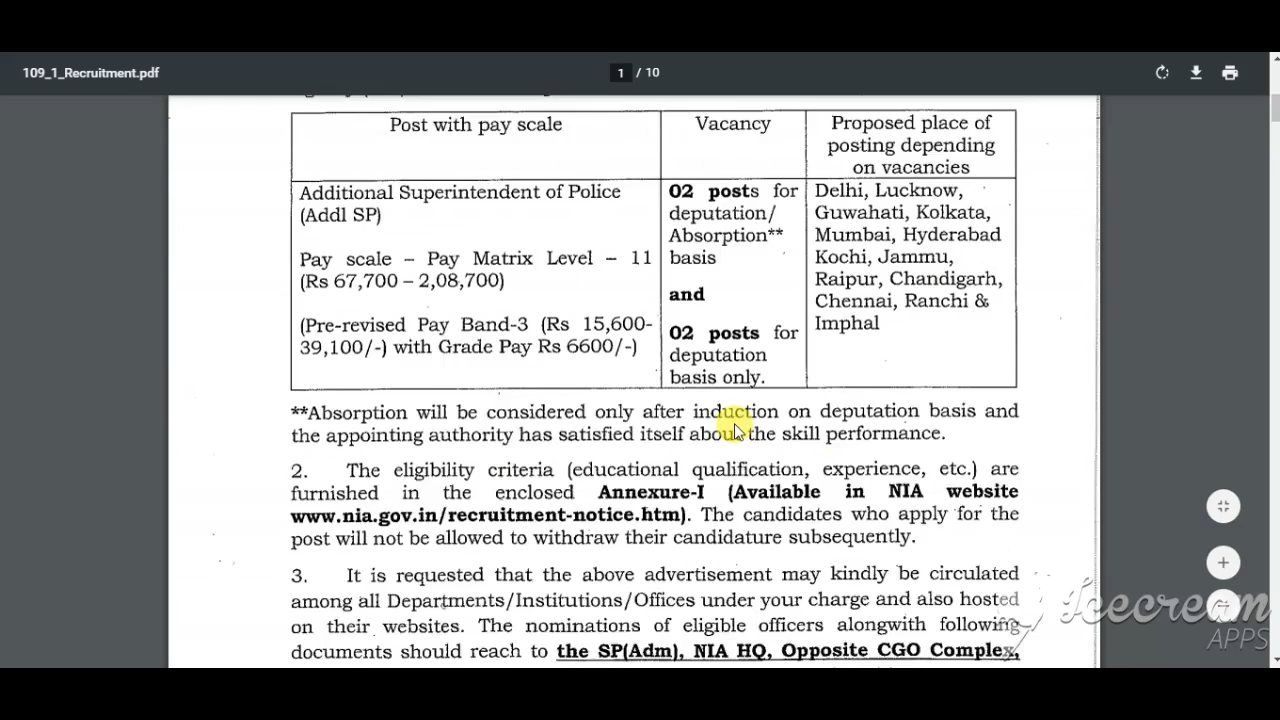 109_1_Recruitment.pdf
1 / 10
Post with pay scale
Vacancy
Proposed place of
posting depending
on vacancies
Additional Superintendent of Police
(Addl SP)
Pay scale – Pay Matrix Level – 11
(Rs 67,700 – 2,08,700)
(Pre-revised Pay Band-3 (Rs 15,600-
39,100/-) with Grade Pay Rs 6600/-)
02 posts for
deputation/
Absorption**
basis
and
02 posts for
deputation
basis only.
Delhi, Lucknow,
Guwahati, Kolkata,
Mumbai, Hyderabad
Kochi, Jammu,
Raipur, Chandigarh,
Chennai, Ranchi &
Imphal
**Absorption will be considered only after induction on deputation basis and
the appointing authority has satisfied itself about the skill performance.
2. The eligibility criteria (educational qualification, experience, etc.) are
furnished in the enclosed Annexure-I (Available in NIA website
www.nia.gov.in/recruitment-notice.htm). The candidates who apply for the
post will not be allowed to withdraw their candidature subsequently.
3. It is requested that the above advertisement may kindly be circulated
among all Departments/Institutions/Offices under your charge and also hosted
on their websites. The nominations of eligible officers alongwith following
documents should reach to the SP(Adm), NIA HQ, Opposite CGO Complex,
Icecream
APPS